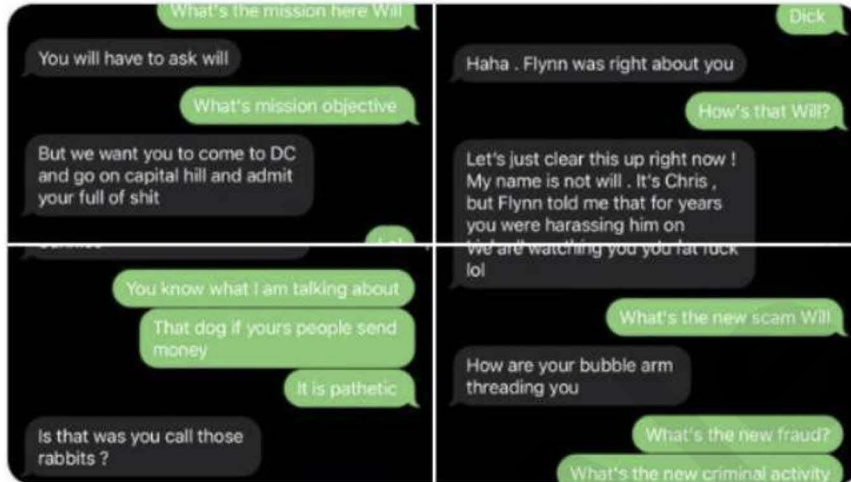 What's the mission here Will
You will have to ask will
What's mission objective
But we want you to come to DC
and go on capital hill and admit
your full of shit
Dick
Haha . Flynn was right about you
How's that Will?
Let's just clear this up right now !
My name is not will . It's Chris ,
but Flynn told me that for years
you were harassing him on
You know what I am talking about
That dog if yours people send
money
It is pathetic
Is that was you call those
rabbits ?
We are watching you you fat fuck
lol
What's the new scam Will
How are your bubble arm
threading you
What's the new fraud?
What's the new criminal activity